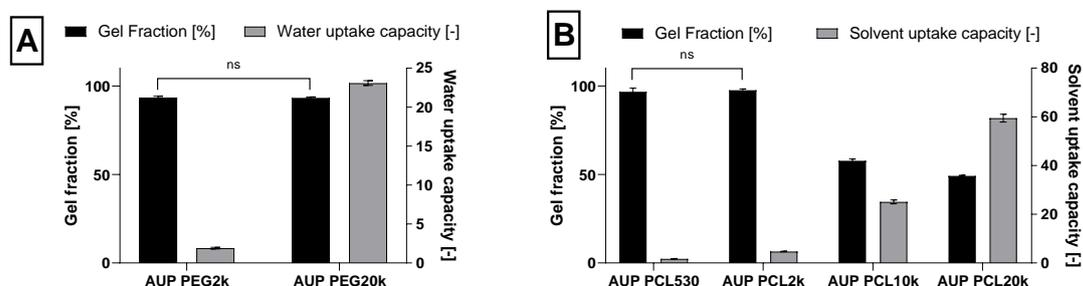 A
Gel Fraction [%]
Water uptake capacity [-]
ns
Gel fraction [%]
100
50
0
25
20
15
10
5
0
Water uptake capacity [-]
AUP PEG2k
AUP PEG20k
B
Gel Fraction [%]
Solvent uptake capacity [-]
ns
Gel fraction [%]
100
50
0
80
60
40
20
0
Solvent uptake capacity [-]
AUP PCL530
AUP PCL2k
AUP PCL10k
AUP PCL20k